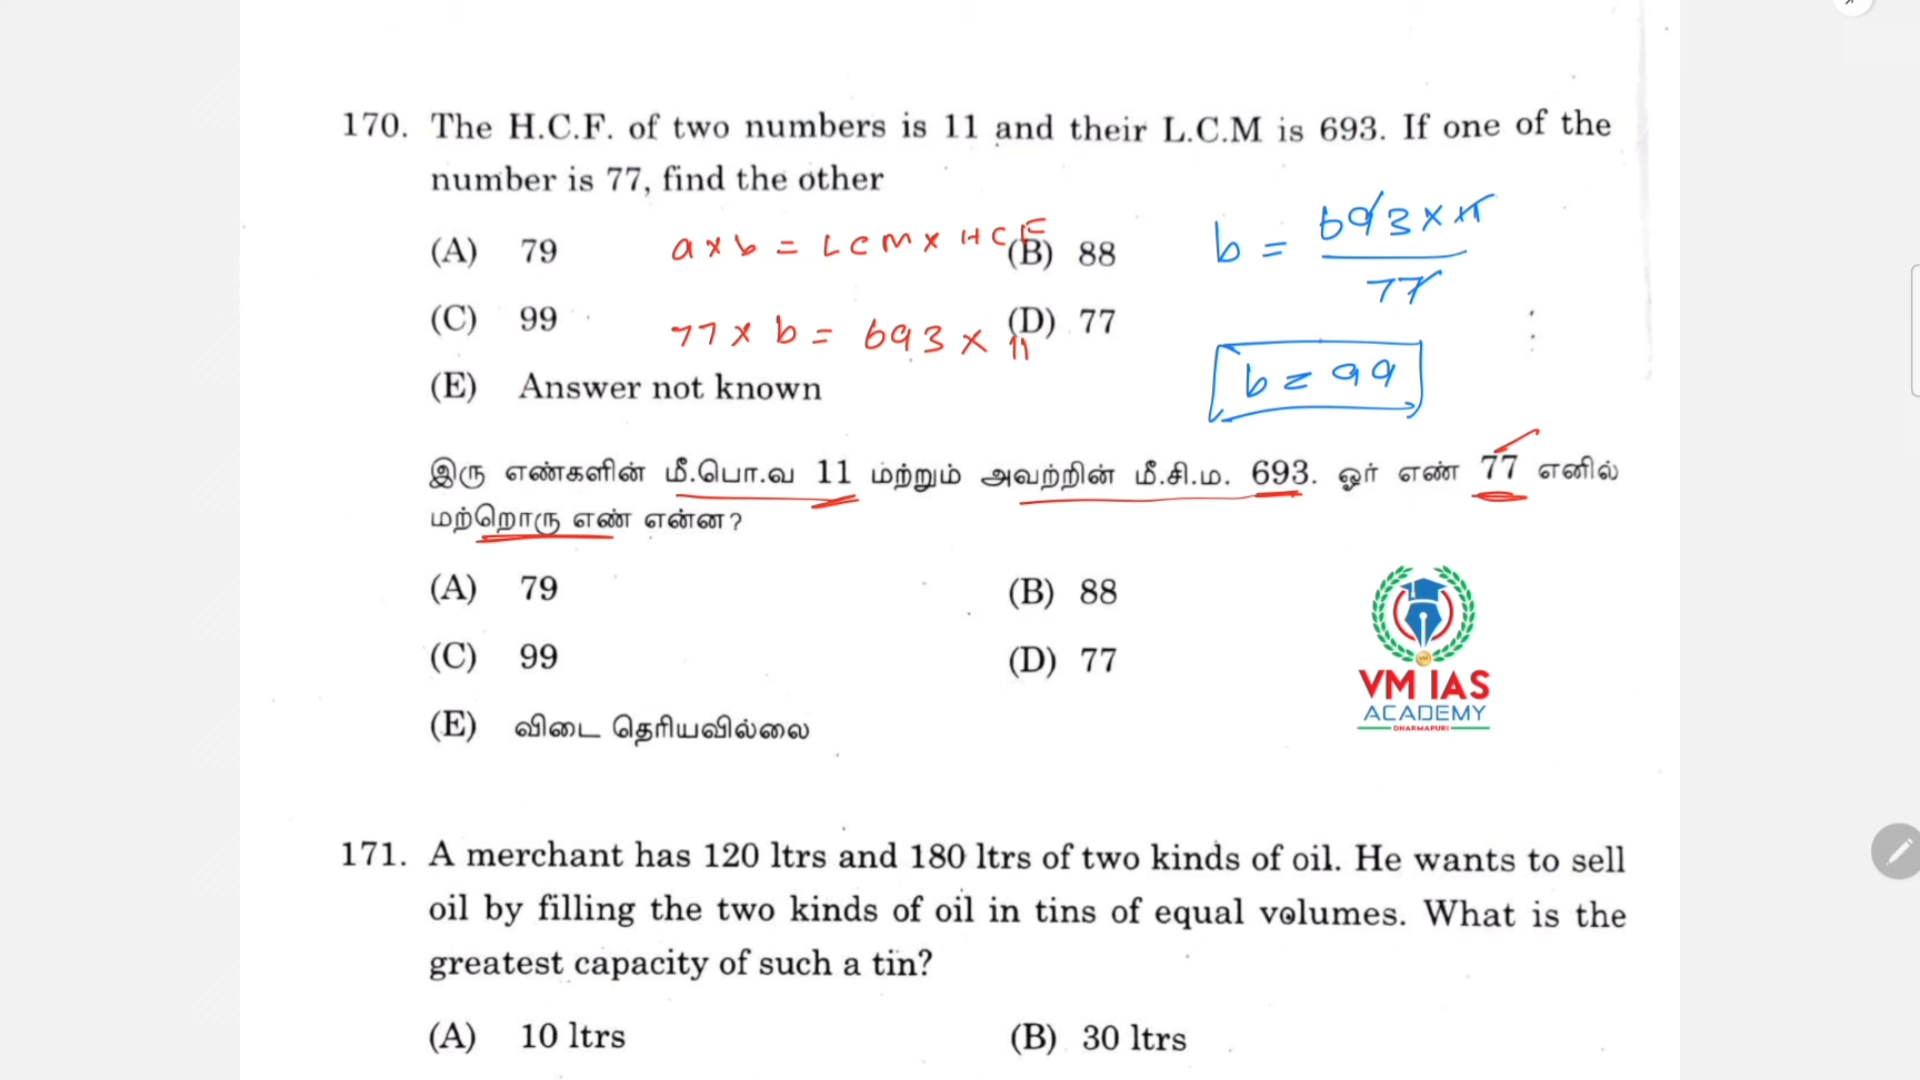 170. The H.C.F. of two numbers is 11 and their L.C.M is 693. If one of the
number is 77, find the other
(A) 79
(B) 88
(C) 99
(D) 77
(E) Answer not known
a x b = LCM x HCF
77 x b = 693 x 11
b = 693 x 11
77
b = 99
இரு எண்களின் மீ.பொ.வ 11 மற்றும் அவற்றின் மீ.சி.ம. 693. ஓர் எண் 77 எனில்
மற்றொரு எண் என்ன?
(A) 79
(B) 88
(C) 99
(D) 77
(E) விடை தெரியவில்லை
VM IAS
ACADEMY
DHARMAPURI
171. A merchant has 120 ltrs and 180 ltrs of two kinds of oil. He wants to sell
oil by filling the two kinds of oil in tins of equal volumes. What is the
greatest capacity of such a tin?
(A) 10 ltrs
(B) 30 ltrs